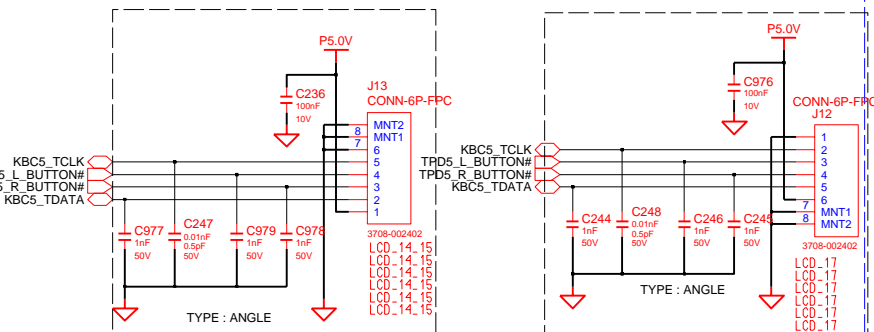 P5.0V
C236
100nF
10V
J13
CONN-6P-FPC
MNT2
8
MNT1
7
6
5
4
3
2
1
KBC5_TCLK
5_L_BUTTON#
5_R_BUTTON#
KBC5_TDATA
C977
1nF
50V
C247
0.01nF
0.5pF
50V
C979
1nF
50V
C978
1nF
50V
3708-002402
LCD_14_15
LCD_14_15
LCD_14_15
LCD_14_15
LCD_14_15
LCD_14_15
TYPE : ANGLE
P5.0V
C976
100nF
10V
CONN-6P-FPC
J12
1
2
3
4
5
6
7
MNT1
8
MNT2
KBC5_TCLK
TPD5_L_BUTTON#
TPD5_R_BUTTON#
KBC5_TDATA
C244
1nF
50V
C248
0.01nF
0.5pF
50V
C246
1nF
50V
C245
1nF
50V
3708-002402
LCD_17
LCD_17
LCD_17
LCD_17
LCD_17
LCD_17
TYPE : ANGLE